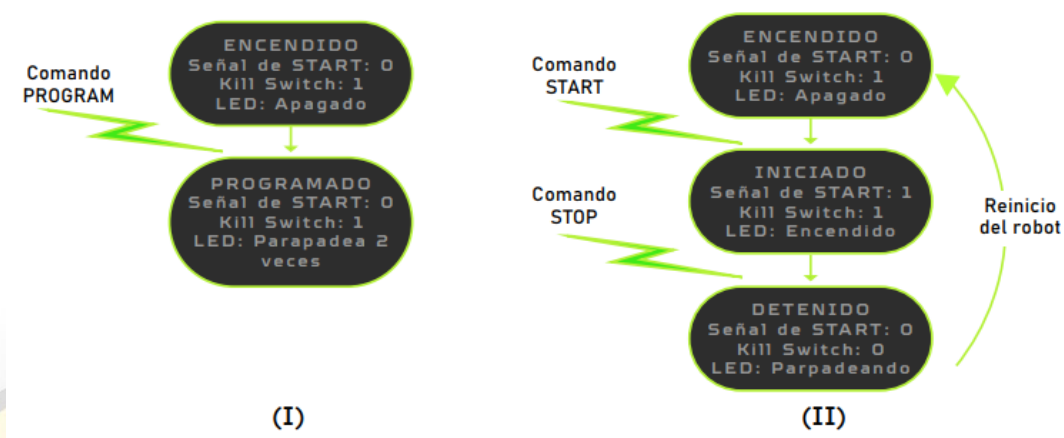 ENCENDIDO
Señal de START: 0
Kill Switch: 1
LED: Apagado
Comando
PROGRAM
PROGRAMADO
Señal de START: 0
Kill Switch: 1
LED: Parapadea 2
veces
(I)
ENCENDIDO
Señal de START: 0
Kill Switch: 1
LED: Apagado
Comando
START
INICIADO
Señal de START: 1
Kill Switch: 1
LED: Encendido
Comando
STOP
DETENIDO
Señal de START: 0
Kill Switch: 0
LED: Parpadeando
Reinicio
del robot
(II)